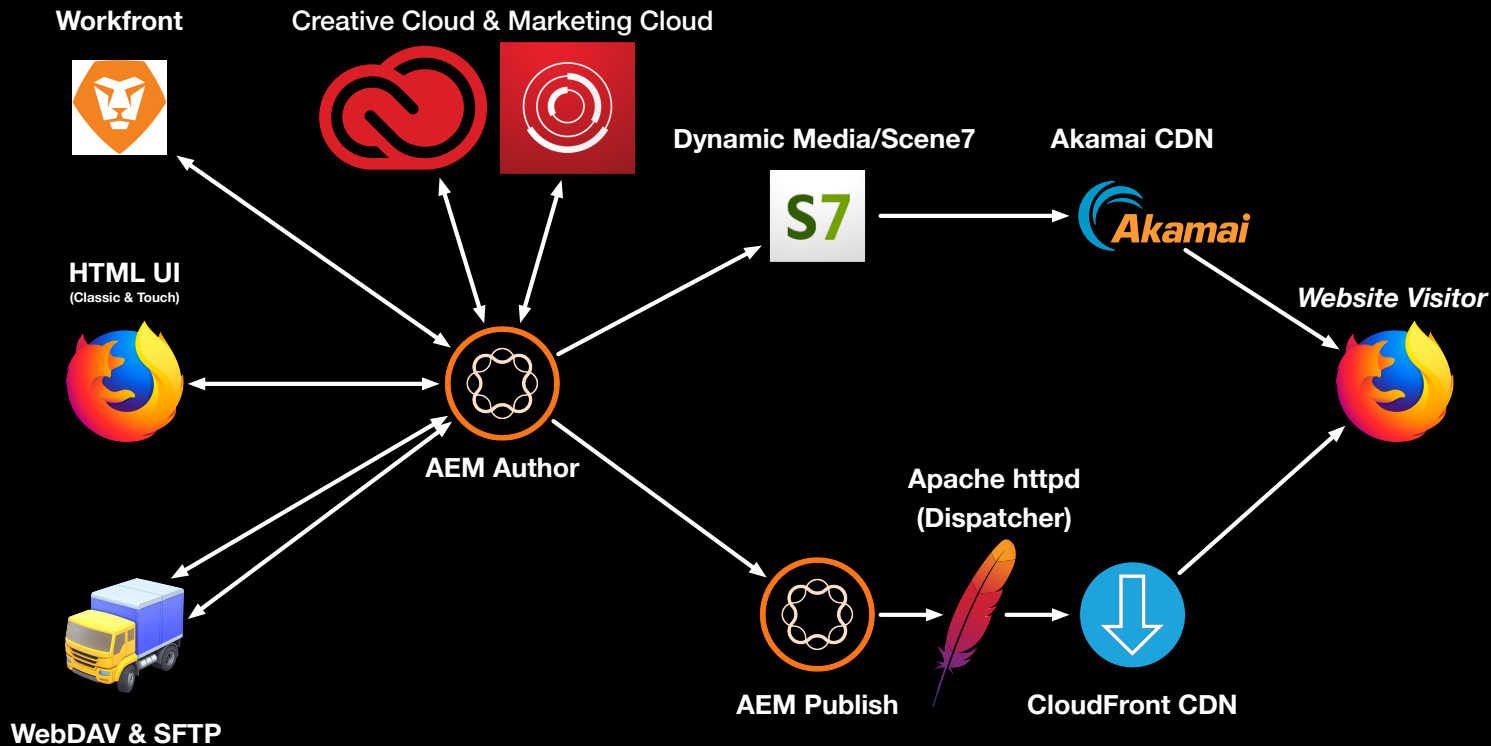 Workfront
Creative Cloud & Marketing Cloud
Dynamic Media/Scene7
Akamai CDN
S7
Akamai
HTML UI
(Classic & Touch)
Website Visitor
AEM Author
Apache httpd
(Dispatcher)
AEM Publish
CloudFront CDN
WebDAV & SFTP